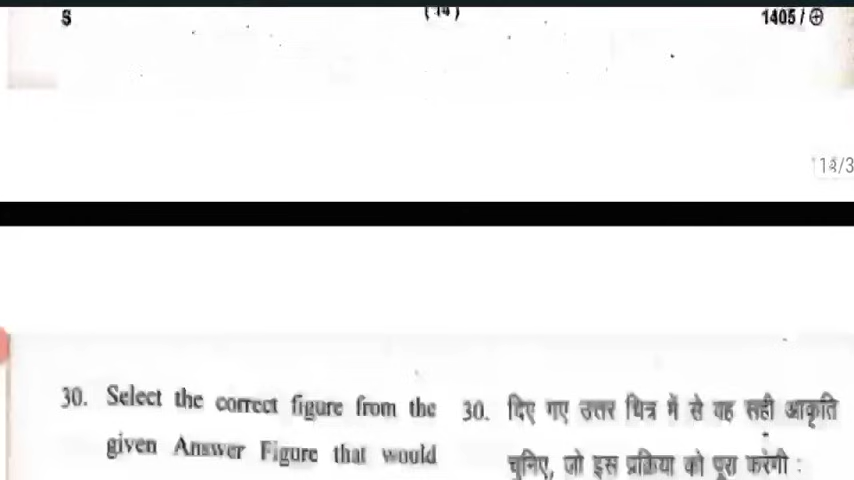 S
(14)
1405/⊕
30. Select the correct figure from the
given Answer Figure that would
30. दिए गए उत्तर चित्र में से वह सही आकृति
चुनिए, जो इस प्रक्रिया को पूरा करेगी :